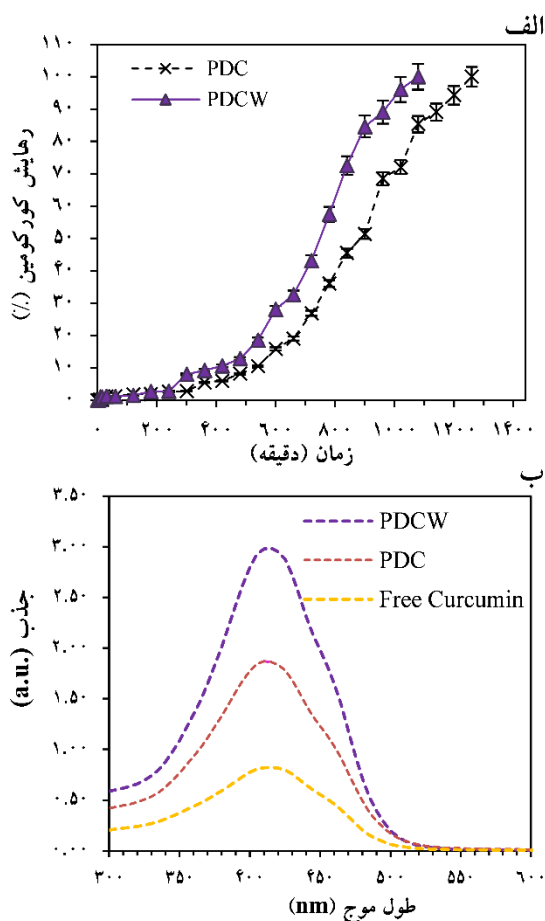 الف
PDC
PDCW
رهایش کورکومین (%)
۱۱۰
۱۰۰
۹۰
۸۰
۷۰
۶۰
۵۰
۴۰
۳۰
۲۰
۱۰
۰
۰ ۲۰۰ ۴۰۰ ۶۰۰ ۸۰۰ ۱۰۰۰ ۱۲۰۰ ۱۴۰۰
زمان (دقیقه)
ب
PDCW
PDC
Free Curcumin
جذب (a.u.)
۳.۵۰
۳.۰۰
۲.۵۰
۲.۰۰
۱.۵۰
۱.۰۰
۰.۵۰
۰.۰۰
۳۰۰ ۳۵۰ ۴۰۰ ۴۵۰ ۵۰۰ ۵۵۰ ۶۰۰
طول موج (nm)